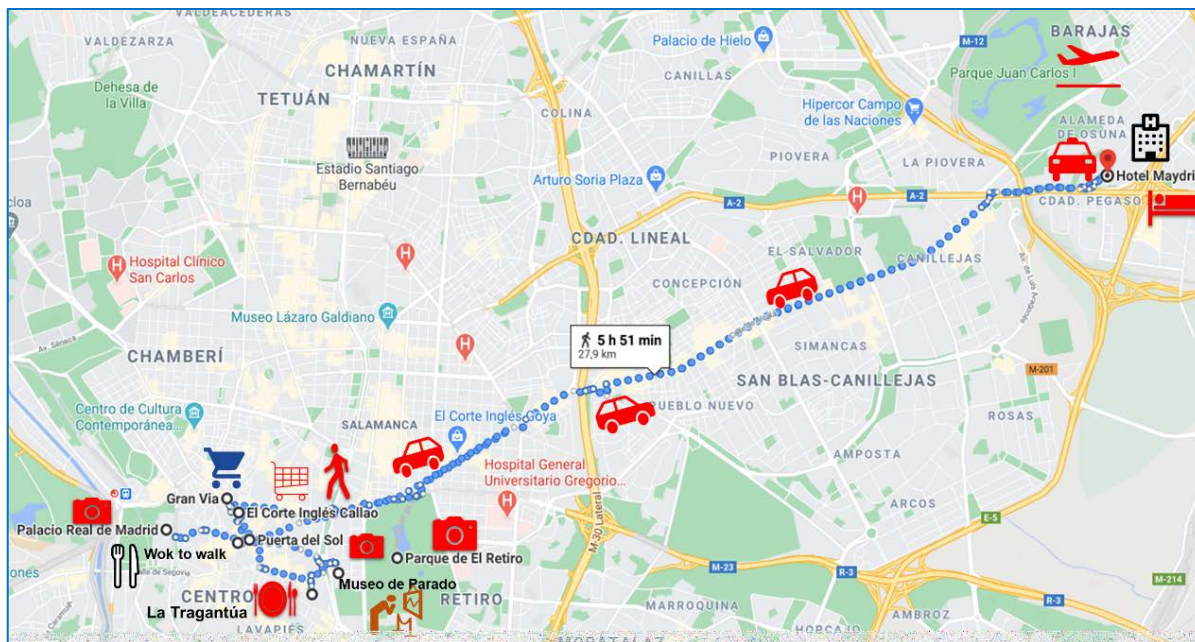 VALDEACEDERAS
BARAJAS
VALDEZARZA
NUEVA ESPAÑA
Palacio de Hielo
M-12
CHAMARTÍN
CANILLAS
Parque Juan Carlos I
Dehesa de
la Villa
TETUÁN
COLINA
Hipercor Campo
de las Naciones
ALAMEDA
DE OSUNA
H
Estadio Santiago
Bernabéu
PIOVERA
LA PIOVERA
Arturo Soria Plaza
Hotel Maydri
A-2
A-2
CDAD. PEGASO
H
cloa
CDAD. LINEAL
H
Hospital Clínico
San Carlos
H
EL SALVADOR
CANILLEJAS
CONCEPCIÓN
Museo Lázaro Galdiano
5 h 51 min
27,9 km
Av. Séneca
CHAMBERÍ
H
SIMANCAS
M-201
SAN BLAS-CANILLEJAS
Centro de Cultura
Contemporánea...
PUEBLO NUEVO
ROSAS
SALAMANCA
El Corte Inglés Goya
AMPOSTA
Hospital General
Universitario Gregorio...
H
Gran Via
El Corte Inglés Callao
ARCOS
Palacio Real de Madrid
M-30 Lateral
E-5
Puerta del Sol
Wok to walk
Parque de El Retiro
ones
lle de Segovia
Museo de Parado
M-23
R-3
M-214
CENTRO
RETIRO
La Tragantúa
MARROQUINA
R-3
LAVAPIÉS
HORCAJO
AMBROZ
MORATALAZ